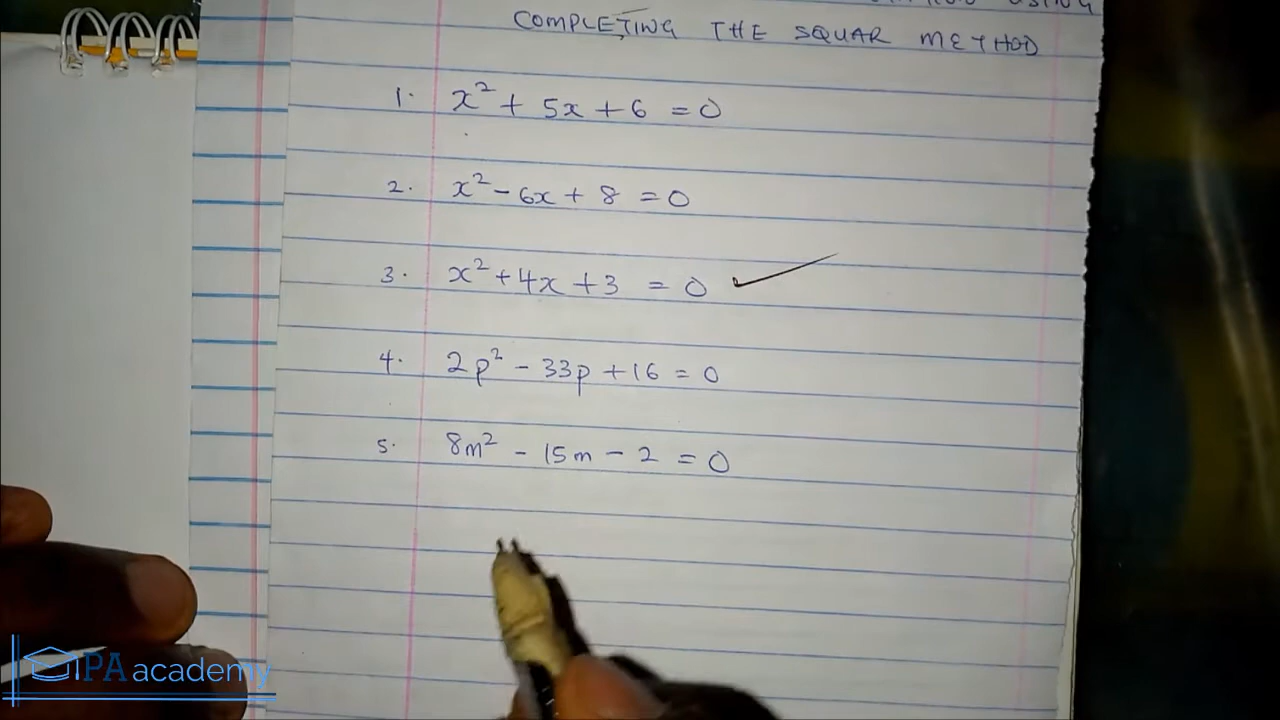 USING
COMPLETING THE SQUAR METHOD
1. x² + 5x + 6 = 0
2. x² - 6x + 8 = 0
3. x² + 4x + 3 = 0
4. 2p² - 33p + 16 = 0
5. 8m² - 15m - 2 = 0
PA academy